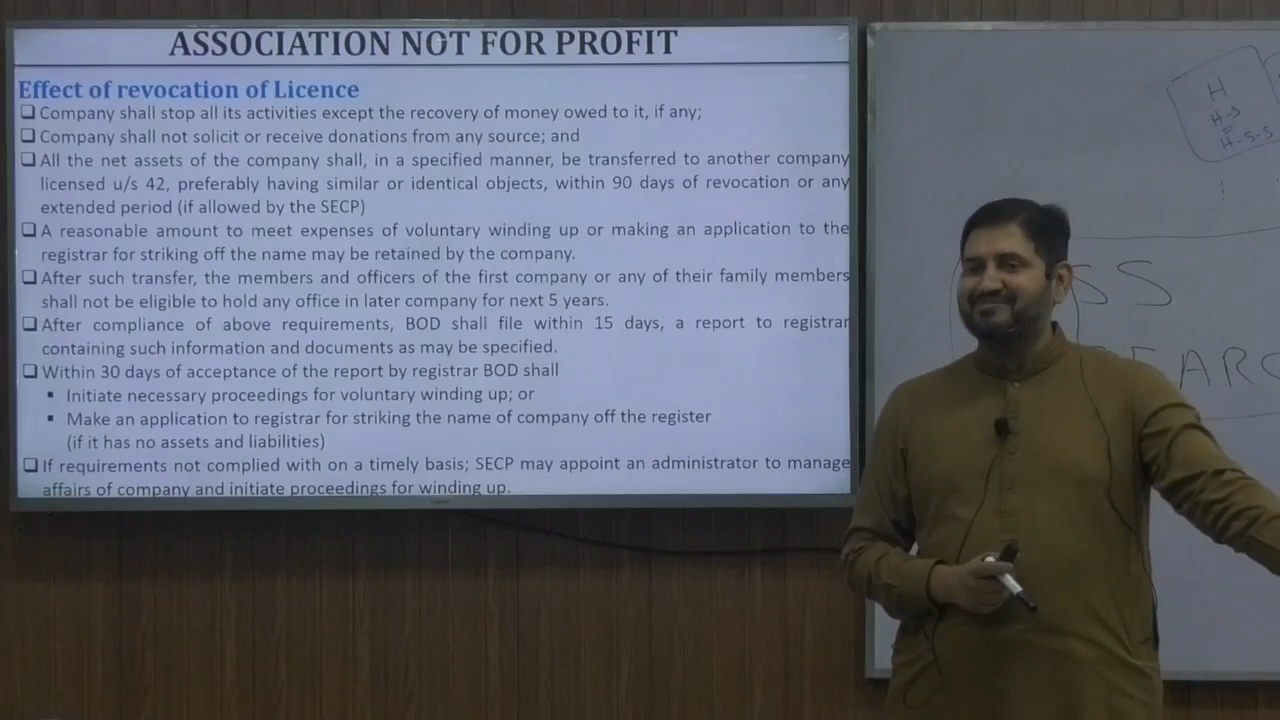 ASSOCIATION NOT FOR PROFIT
Effect of revocation of Licence
❑ Company shall stop all its activities except the recovery of money owed to it, if any;
❑ Company shall not solicit or receive donations from any source; and
❑ All the net assets of the company shall, in a specified manner, be transferred to another company
licensed u/s 42, preferably having similar or identical objects, within 90 days of revocation or any
extended period (if allowed by the SECP)
❑ A reasonable amount to meet expenses of voluntary winding up or making an application to the
registrar for striking off the name may be retained by the company.
❑ After such transfer, the members and officers of the first company or any of their family members
shall not be eligible to hold any office in later company for next 5 years.
❑ After compliance of above requirements, BOD shall file within 15 days, a report to registrar
containing such information and documents as may be specified.
❑ Within 30 days of acceptance of the report by registrar BOD shall
▪ Initiate necessary proceedings for voluntary winding up; or
▪ Make an application to registrar for striking the name of company off the register
(if it has no assets and liabilities)
❑ If requirements not complied with on a timely basis; SECP may appoint an administrator to manage
affairs of company and initiate proceedings for winding up.
H
H-S
H-S-S
SS
EARC